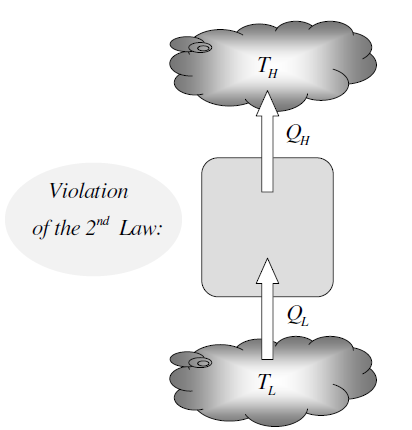 T_H
Q_H
Violation
of the 2nd Law:
Q_L
T_L